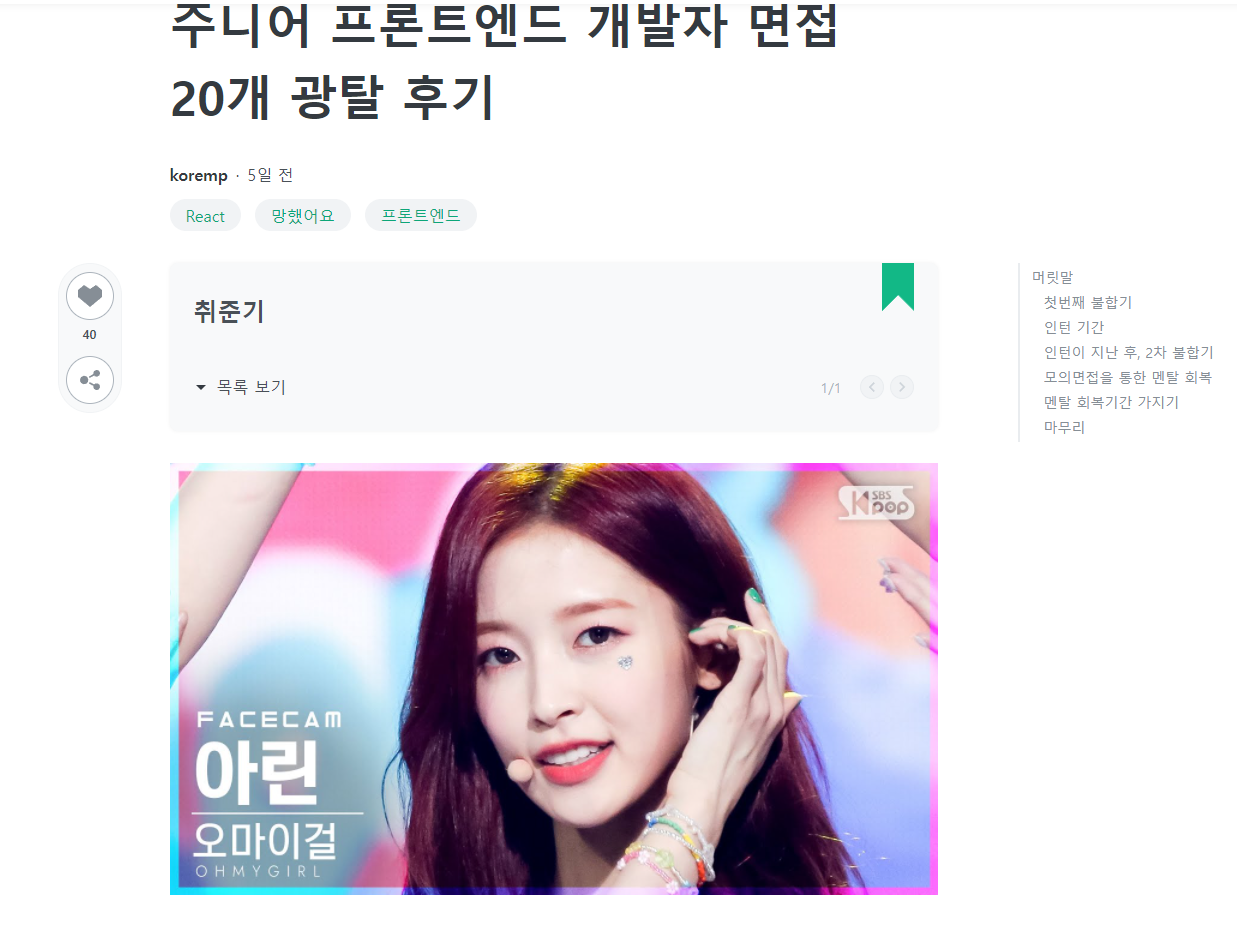 주니어 프론트엔드 개발자 면접
20개 광탈 후기
koremp · 5일 전
React 망했어요 프론트엔드
40
취준기
목록 보기
1/1
머릿말
첫번째 불합기
인턴 기간
인턴이 지난 후, 2차 불합기
모의면접을 통한 멘탈 회복
멘탈 회복기간 가지기
마무리
SBS
Kpop
FACECAM
아린
오마이걸
OHMYGIRL